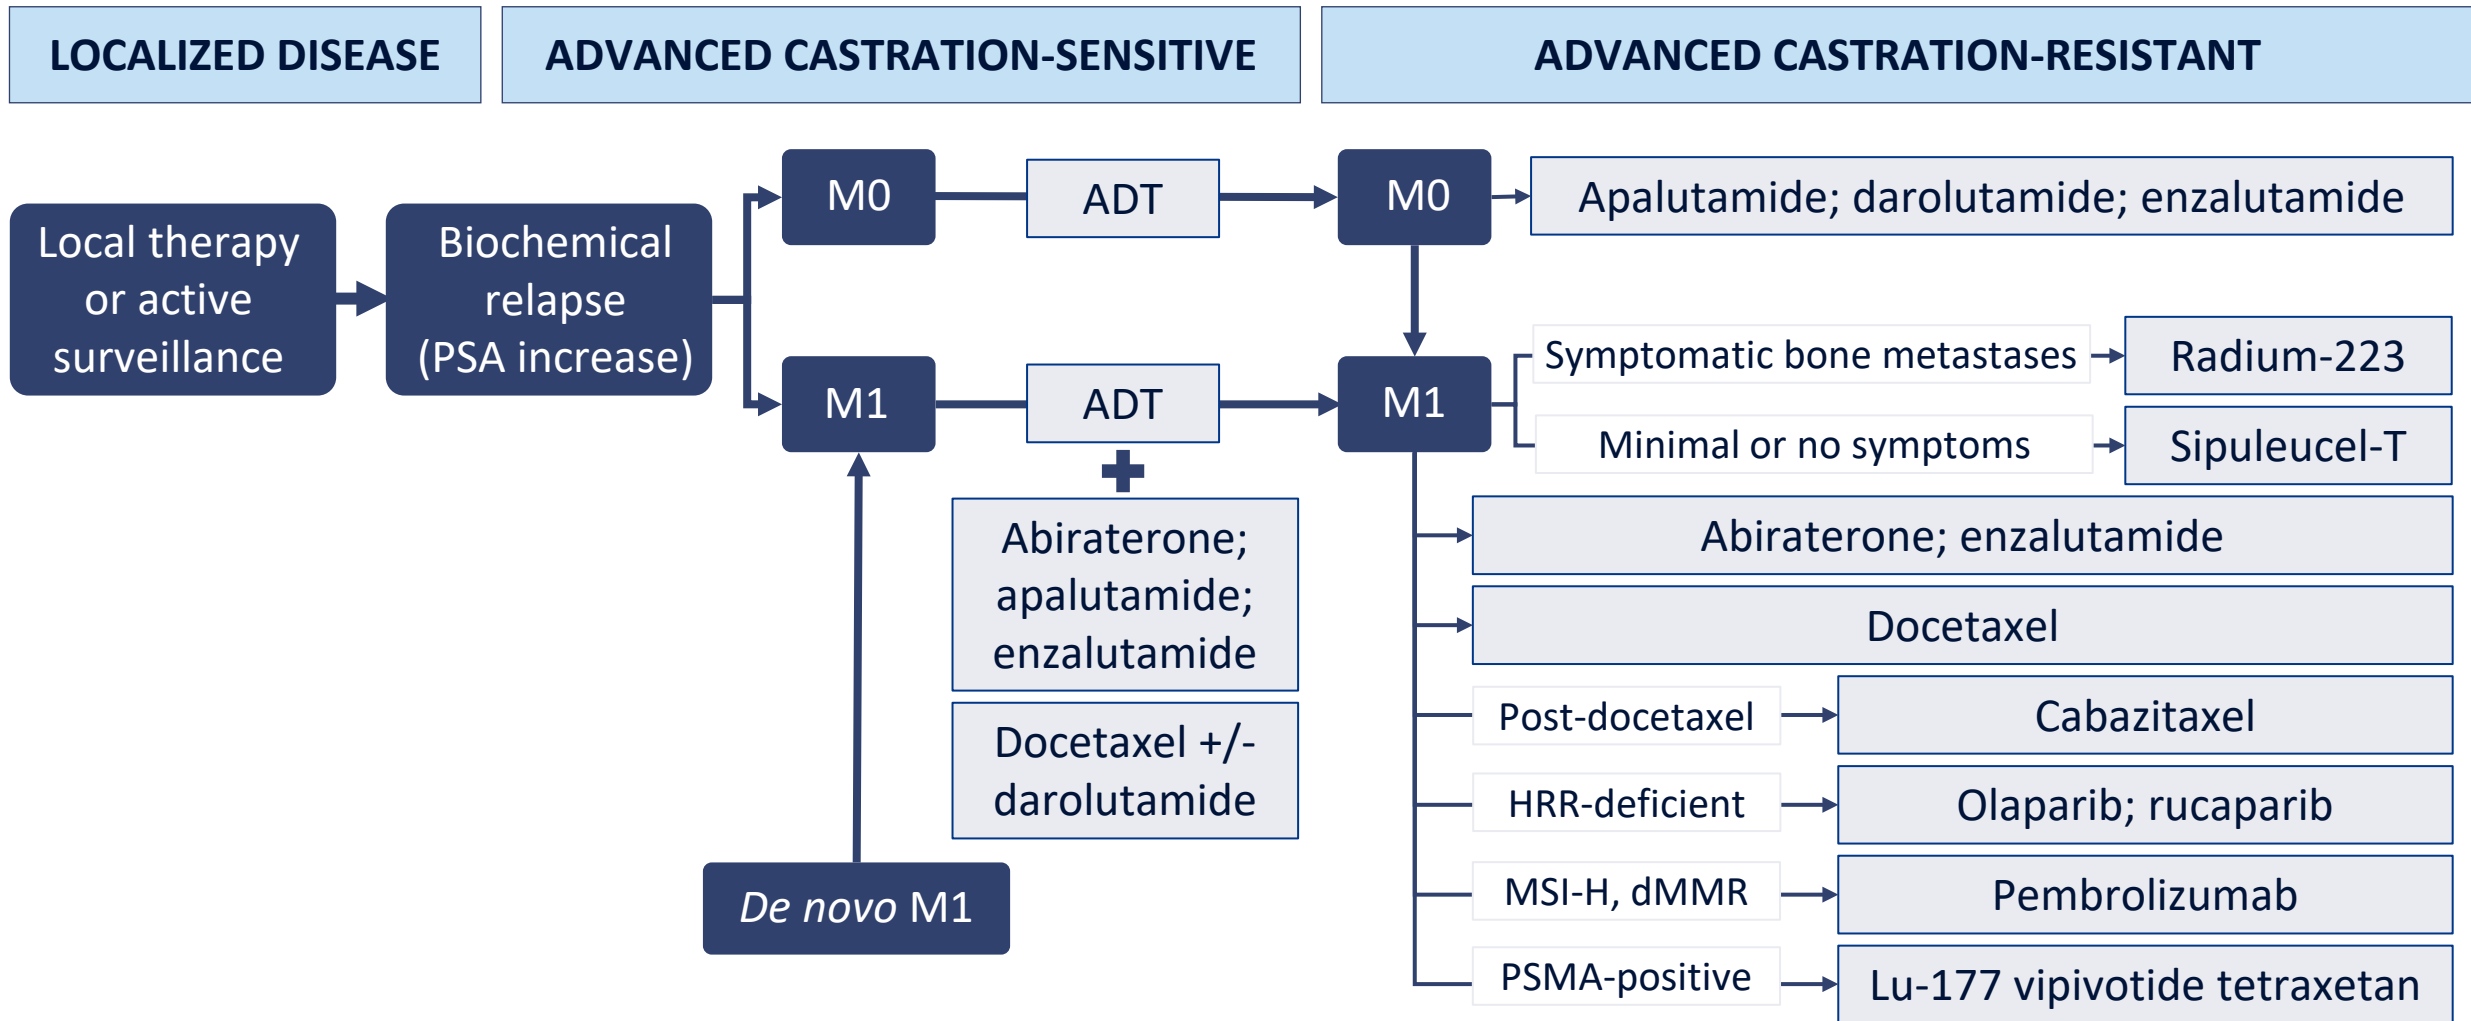 LOCALIZED DISEASE
ADVANCED CASTRATION-SENSITIVE
ADVANCED CASTRATION-RESISTANT
Local therapy
or active
surveillance
Biochemical
relapse
(PSA increase)
M0
ADT
M0
Apalutamide; darolutamide; enzalutamide
M1
ADT
Abiraterone;
apalutamide;
enzalutamide
Docetaxel +/-
darolutamide
De novo M1
M1
Symptomatic bone metastases
Radium-223
Minimal or no symptoms
Sipuleucel-T
Abiraterone; enzalutamide
Docetaxel
Post-docetaxel
Cabazitaxel
HRR-deficient
Olaparib; rucaparib
MSI-H, dMMR
Pembrolizumab
PSMA-positive
Lu-177 vipivotide tetraxetan